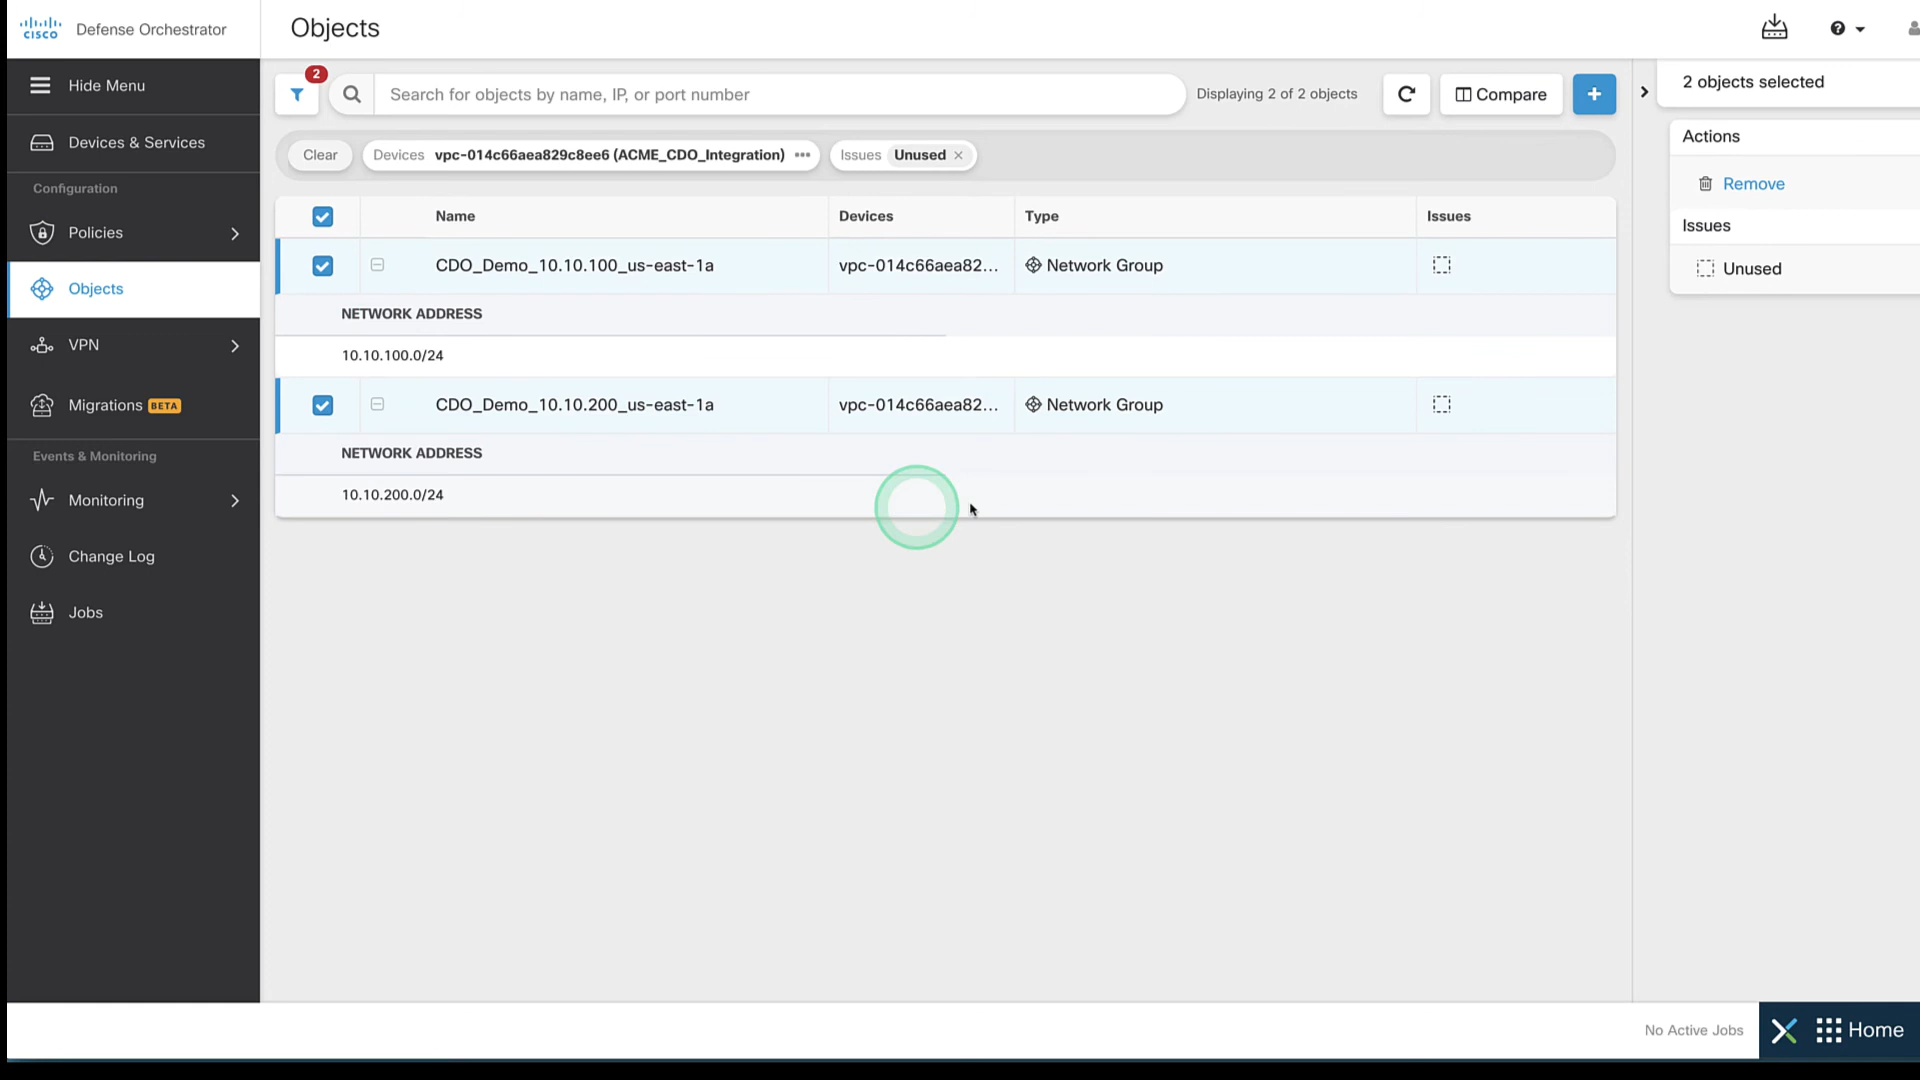 cisco
Defense Orchestrator
Objects
Hide Menu
Devices & Services
Configuration
Policies
Objects
VPN
Migrations BETA
Events & Monitoring
Monitoring
Change Log
Jobs
2
Search for objects by name, IP, or port number
Displaying 2 of 2 objects
Compare
+
Clear
Devices vpc-014c66aea829c8ee6 (ACME_CDO_Integration) •••
Issues Unused ×
Name Devices Type Issues
CDO_Demo_10.10.100_us-east-1a vpc-014c66aea82... Network Group
NETWORK ADDRESS
10.10.100.0/24
CDO_Demo_10.10.200_us-east-1a vpc-014c66aea82... Network Group
NETWORK ADDRESS
10.10.200.0/24
2 objects selected
Actions
Remove
Issues
Unused
No Active Jobs
Home